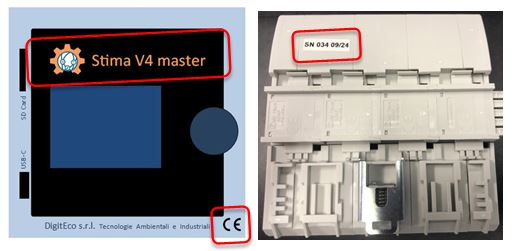 Stima V4 master
SD Card
USB-C
DigitEco s.r.l. Tecnologie Ambientali e Industriali
CE
SN 034 09/24